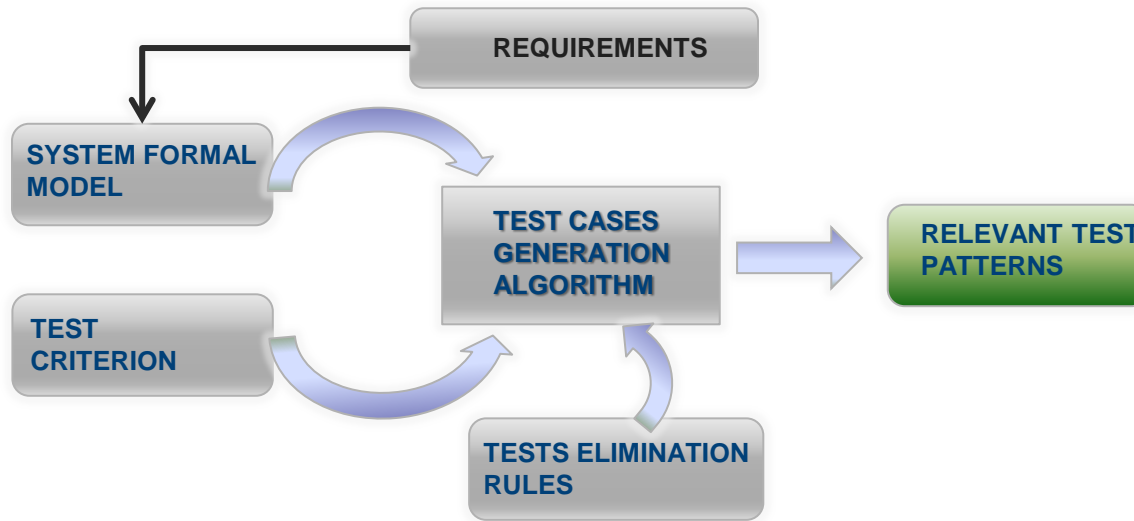 REQUIREMENTS
SYSTEM FORMAL
MODEL
TEST CASES
GENERATION
ALGORITHM
RELEVANT TEST
PATTERNS
TEST
CRITERION
TESTS ELIMINATION
RULES